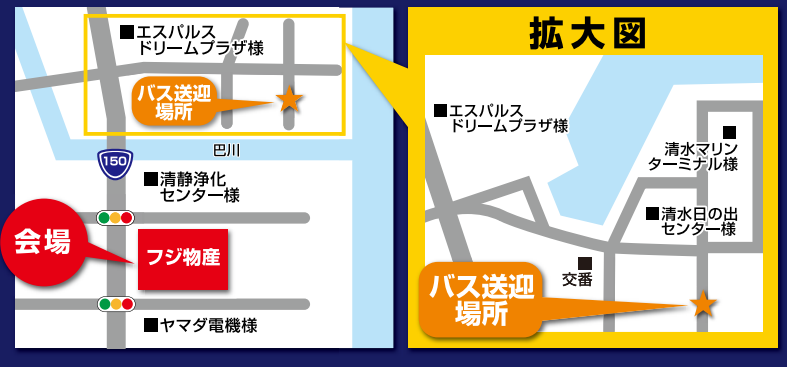 エスパルス
ドリームプラザ様
バス送迎
場所
巴川
150
清静浄化
センター様
会場
フジ物産
ヤマダ電機様
拡大図
エスパルス
ドリームプラザ様
清水マリン
ターミナル様
清水日の出
センター様
交番
バス送迎
場所